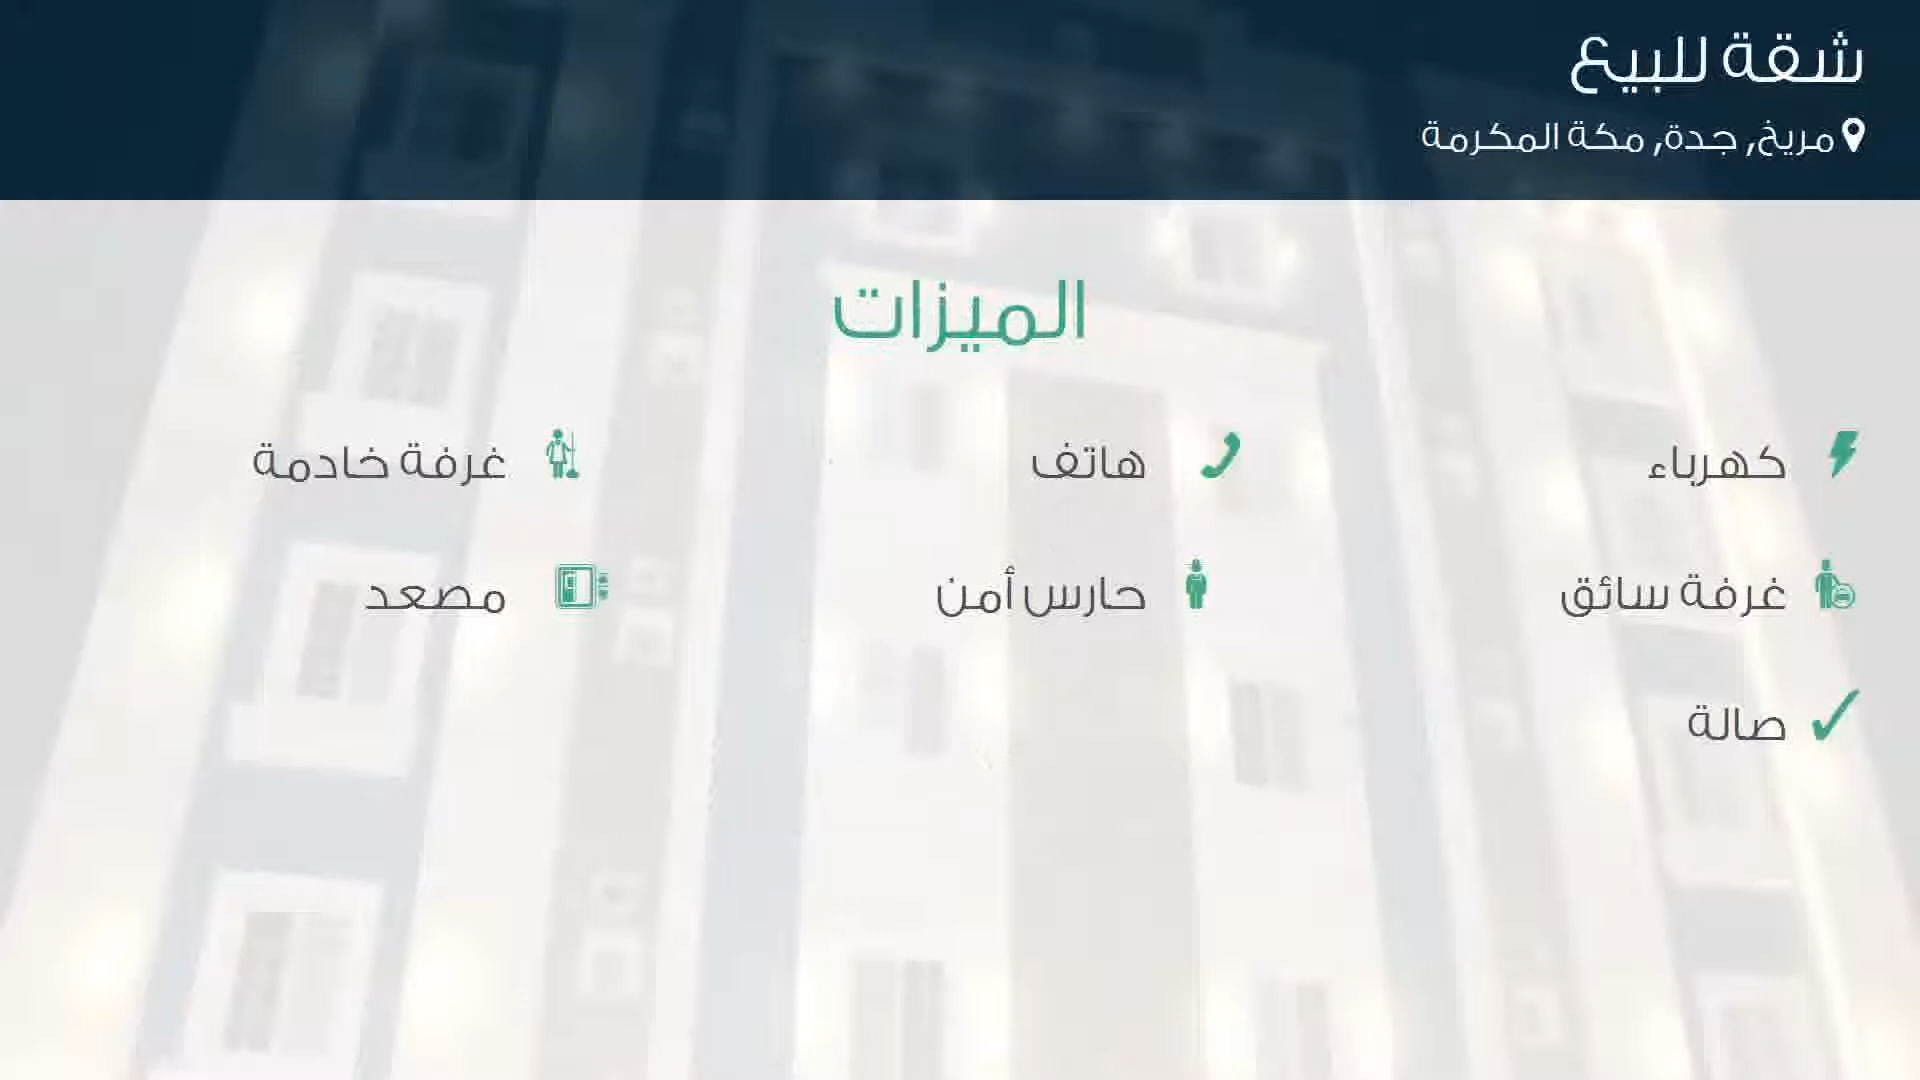 شقة للبيع
مريخ, جدة, مكة المكرمة
الميزات
كهرباء
هاتف
غرفة خادمة
غرفة سائق
حارس أمن
مصعد
صالة